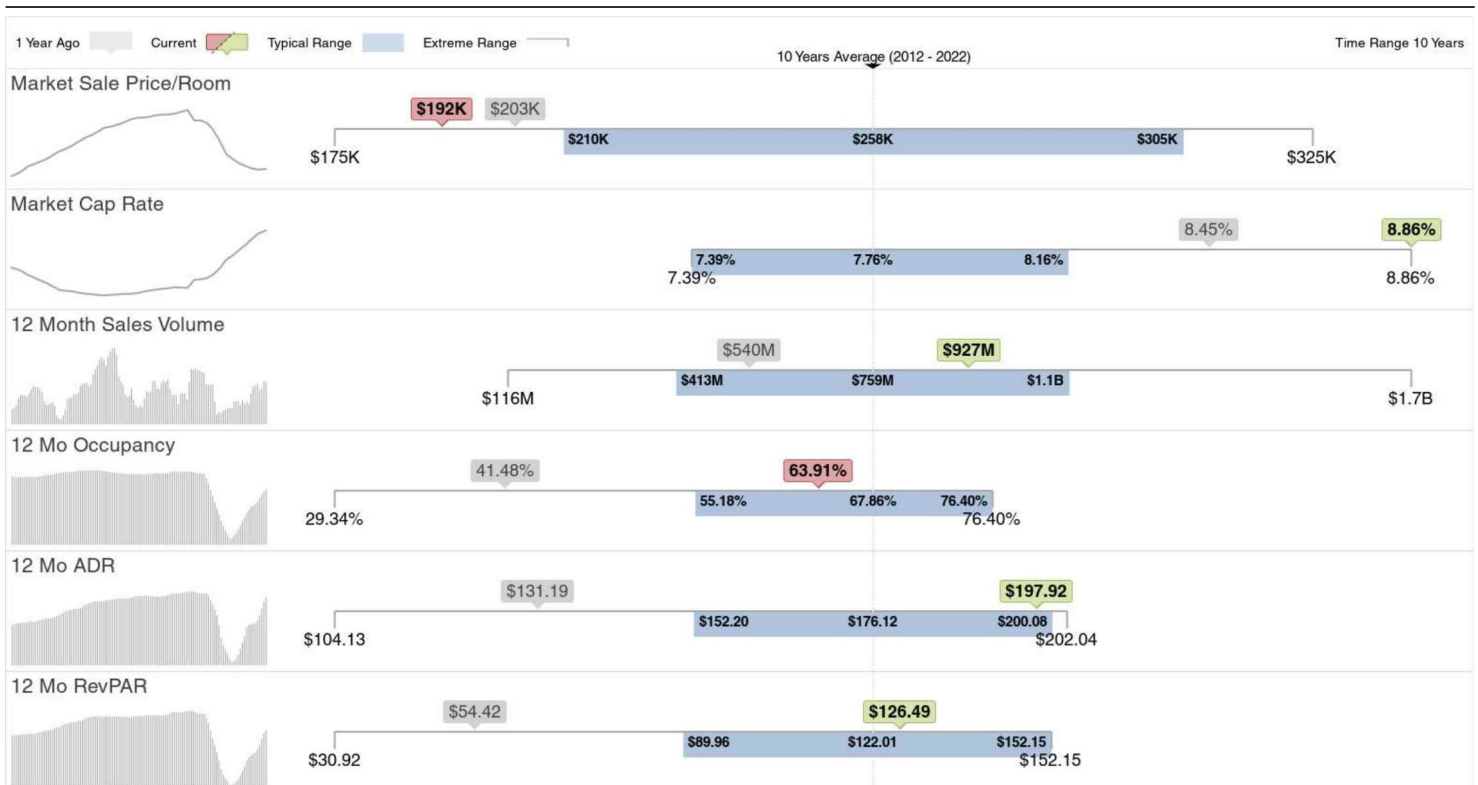 1 Year Ago Current Typical Range Extreme Range Time Range 10 Years
10 Years Average (2012 - 2022)
Market Sale Price/Room
$192K $203K
$210K $258K $305K
$175K $325K
Market Cap Rate
8.45% 8.86%
7.39% 7.76% 8.16%
7.39% 8.86%
12 Month Sales Volume
$540M $927M
$413M $759M $1.1B
$116M $1.7B
12 Mo Occupancy
41.48% 63.91%
55.18% 67.86% 76.40%
29.34% 76.40%
12 Mo ADR
$131.19 $197.92
$152.20 $176.12 $200.08
$104.13 $202.04
12 Mo RevPAR
$54.42 $126.49
$89.96 $122.01 $152.15
$30.92 $152.15